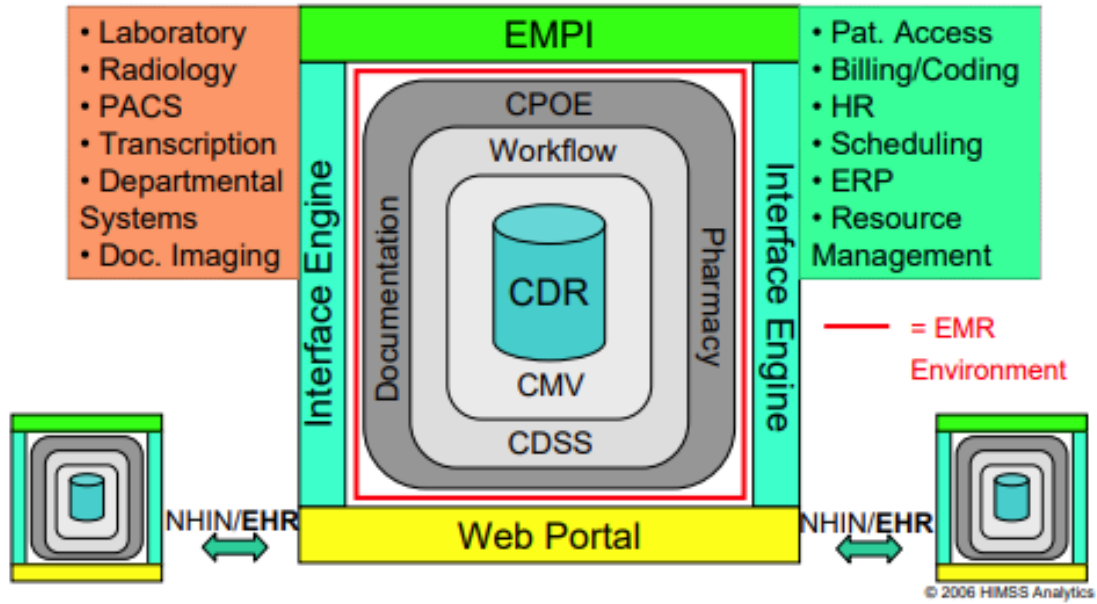 • Laboratory
• Radiology
• PACS
• Transcription
• Departmental
Systems
• Doc. Imaging
EMPI
• Pat. Access
• Billing/Coding
• HR
• Scheduling
• ERP
• Resource
Management
Interface Engine
CPOE
Workflow
Documentation
CDR
Pharmacy
CMV
CDSS
Interface Engine
= EMR
Environment
NHIN/EHR
Web Portal
NHIN/EHR
© 2006 HIMSS Analytics